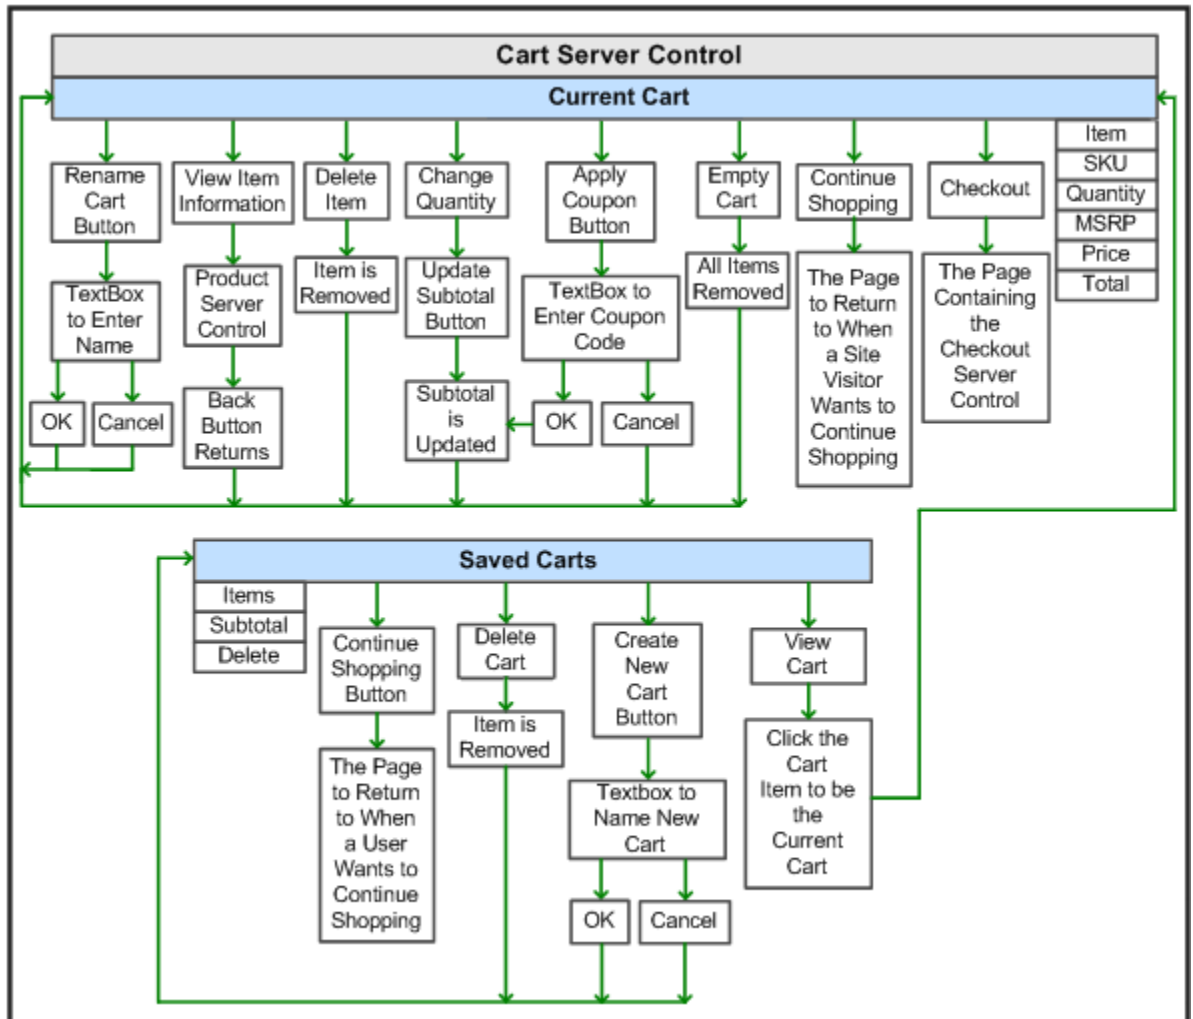 Cart Server Control
Current Cart
Rename
Cart
Button
TextBox
to Enter
Name
OK
Cancel
View Item
Information
Product
Server
Control
Back
Button
Returns
Delete
Item
Item is
Removed
Change
Quantity
Update
Subtotal
Button
Subtotal
is
Updated
Apply
Coupon
Button
TextBox to
Enter Coupon
Code
OK
Cancel
Empty
Cart
All Items
Removed
Continue
Shopping
The Page
to Return
to When
a Site
Visitor
Wants to
Continue
Shopping
Checkout
The Page
Containing
the
Checkout
Server
Control
Item
SKU
Quantity
MSRP
Price
Total
Saved Carts
Items
Subtotal
Delete
Continue
Shopping
Button
The Page
to Return
to When
a User
Wants to
Continue
Shopping
Delete
Cart
Item is
Removed
Create
New
Cart
Button
Textbox to
Name New
Cart
OK
Cancel
View
Cart
Click the
Cart
Item to be
the
Current
Cart